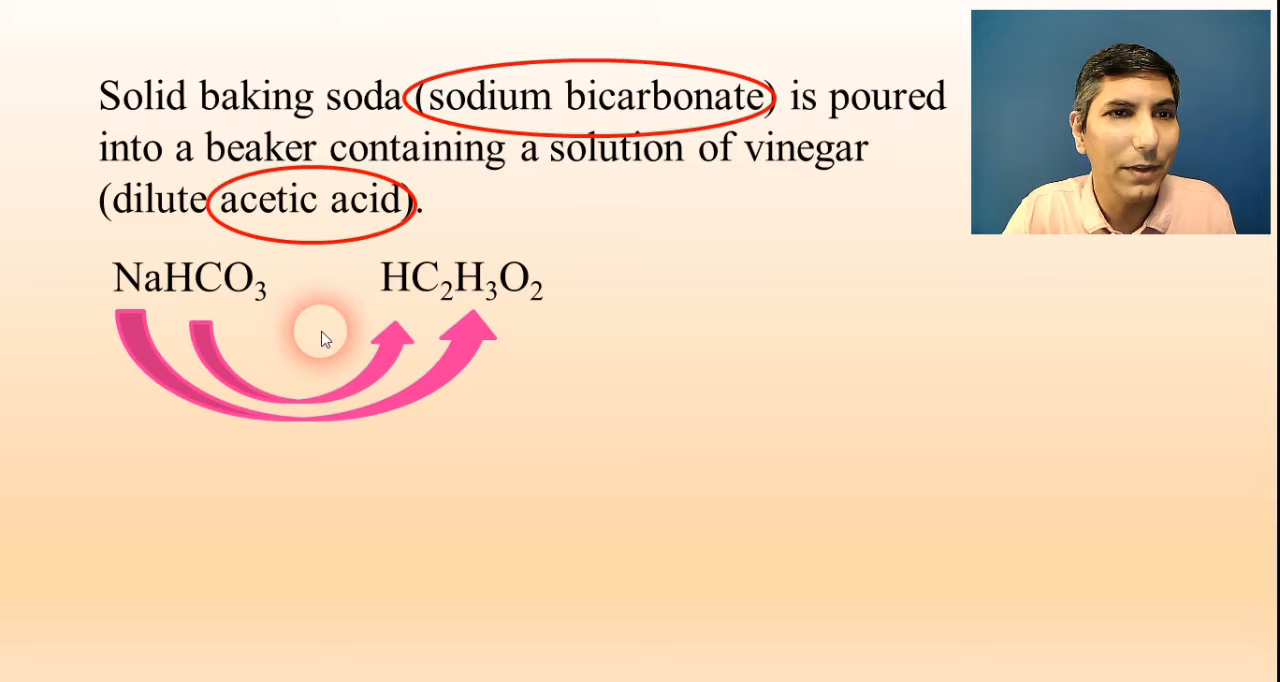 Solid baking soda (sodium bicarbonate) is poured
into a beaker containing a solution of vinegar
(dilute acetic acid).
NaHCO₃ HC₂H₃O₂